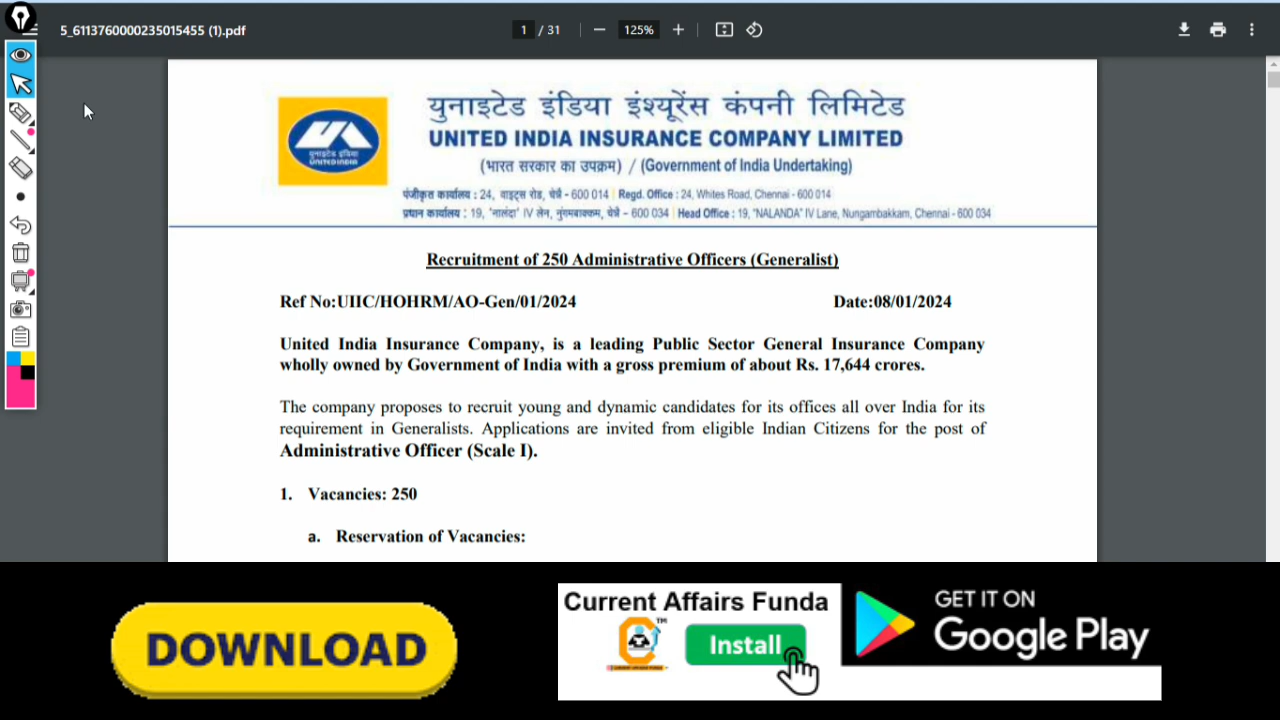 5_6113760000235015455 (1).pdf
1 / 31
125%
युनाइटेड इंडिया इंश्यूरेंस कंपनी लिमिटेड
UNITED INDIA INSURANCE COMPANY LIMITED
(भारत सरकार का उपक्रम) / (Government of India Undertaking)
पंजीकृत कार्यालय : 24, वाइट्स रोड, चेन्नै - 600 014 | Regd. Office : 24, Whites Road, Chennai - 600 014
प्रधान कार्यालय : 19, "नालंदा" IV लेन, नुंगमबाक्कम, चेन्नै – 600 034 | Head Office : 19, "NALANDA" IV Lane, Nungambakkam, Chennai - 600 034
युनाइटेड इंडिया
UNITED INDIA
Recruitment of 250 Administrative Officers (Generalist)
Ref No:UIIC/HOHRM/AO-Gen/01/2024
Date:08/01/2024
United India Insurance Company, is a leading Public Sector General Insurance Company
wholly owned by Government of India with a gross premium of about Rs. 17,644 crores.
The company proposes to recruit young and dynamic candidates for its offices all over India for its
requirement in Generalists. Applications are invited from eligible Indian Citizens for the post of
Administrative Officer (Scale I).
1. Vacancies: 250
a. Reservation of Vacancies:
DOWNLOAD
Current Affairs Funda
TM
Install
GET IT ON
Google Play